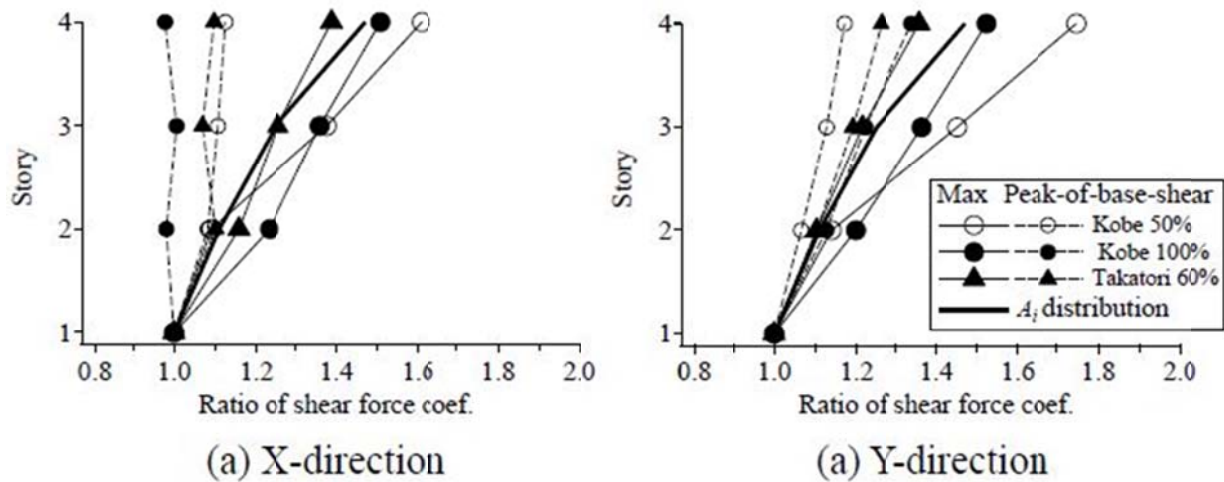 4
3
2
1
Story
0.8 1.0 1.2 1.4 1.6 1.8 2.0
Ratio of shear force coef.
(a) X-direction
4
3
2
1
Story
Max Peak-of-base-shear
Kobe 50%
Kobe 100%
Takatori 60%
Ai distribution
0.8 1.0 1.2 1.4 1.6 1.8 2.0
Ratio of shear force coef.
(a) Y-direction